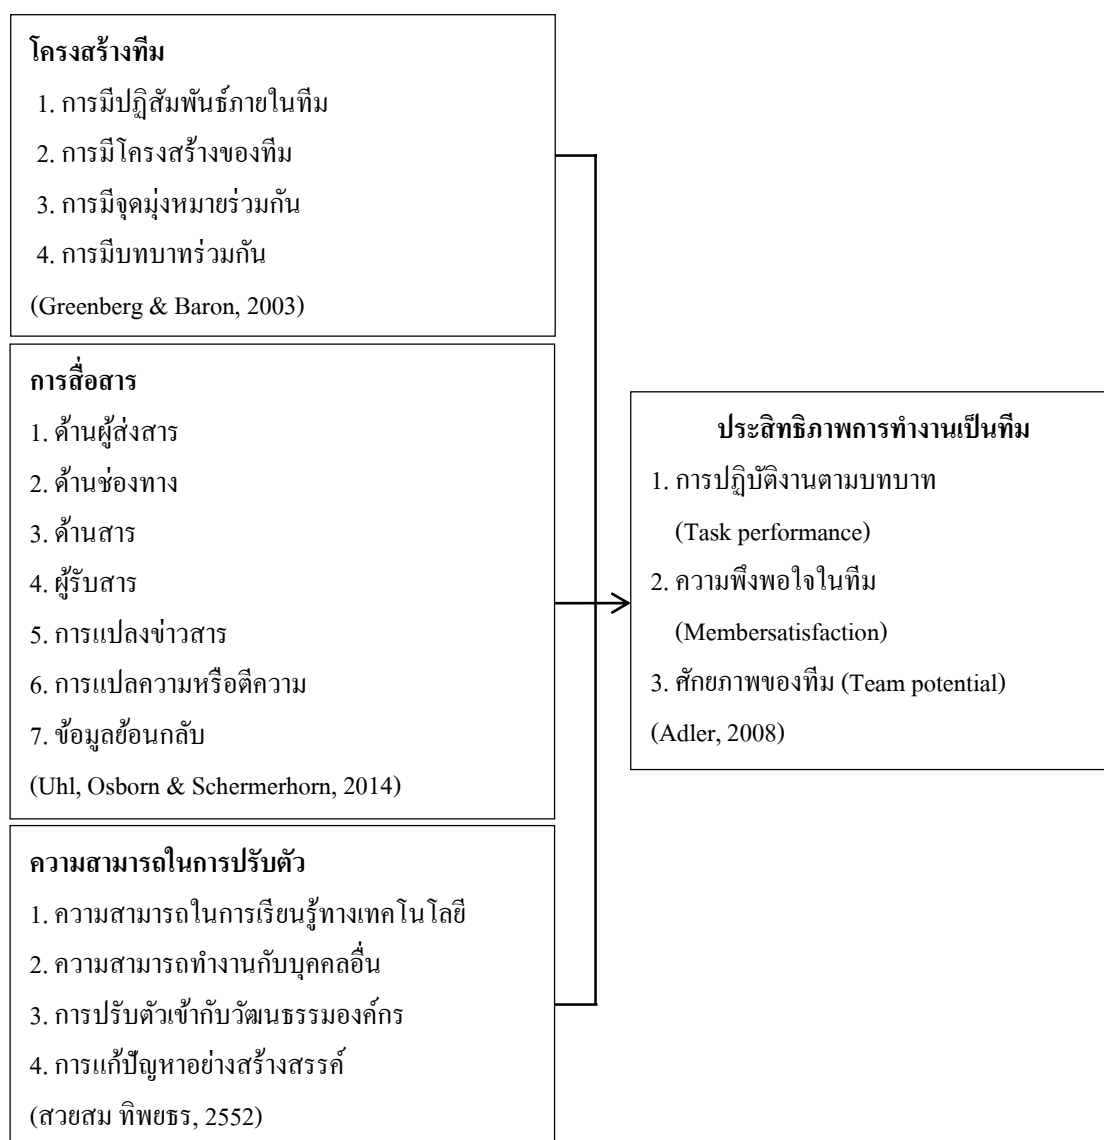 โครงสร้างทีม
1. การมีปฏิสัมพันธ์ภายในทีม
2. การมีโครงสร้างของทีม
3. การมีจุดมุ่งหมายร่วมกัน
4. การมีบทบาทร่วมกัน
(Greenberg & Baron, 2003)
การสื่อสาร
1. ด้านผู้ส่งสาร
2. ด้านช่องทาง
3. ด้านสาร
4. ผู้รับสาร
5. การแปลงข่าวสาร
6. การแปลความหรือตีความ
7. ข้อมูลย้อนกลับ
(Uhl, Osborn & Schermerhorn, 2014)
ความสามารถในการปรับตัว
1. ความสามารถในการเรียนรู้ทางเทคโนโลยี
2. ความสามารถทำงานกับบุคคลอื่น
3. การปรับตัวเข้ากับวัฒนธรรมองค์กร
4. การแก้ปัญหาอย่างสร้างสรรค์
(สวยสม ทิพยธร, 2552)
ประสิทธิภาพการทำงานเป็นทีม
1. การปฏิบัติงานตามบทบาท
(Task performance)
2. ความพึงพอใจในทีม
(Membersatisfaction)
3. ศักยภาพของทีม (Team potential)
(Adler, 2008)